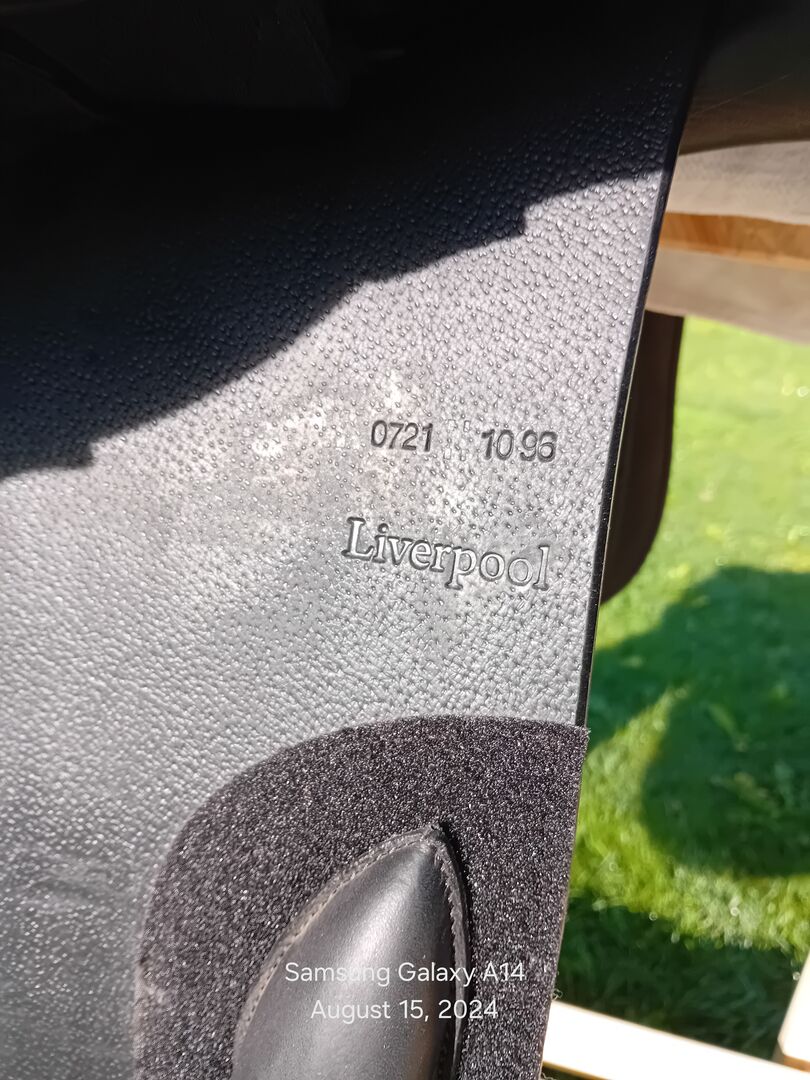 0721 10 96
Liverpool
Samsung Galaxy A14
August 15, 2024